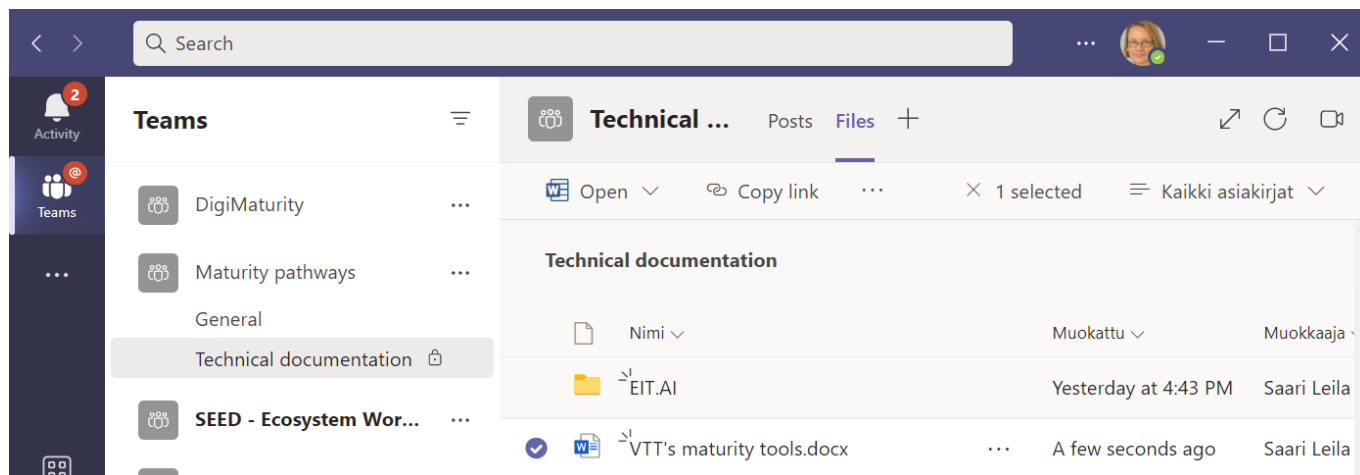 Search
2
Activity
@
Teams
Teams
DigiMaturity
Maturity pathways
General
Technical documentation
SEED - Ecosystem Wor...
Technical ...
Posts Files
Open
Copy link
1 selected
Kaikki asiakirjat
Technical documentation
Nimi Muokattu Muokkaaja
EIT.AI Yesterday at 4:43 PM Saari Leila
VTT's maturity tools.docx A few seconds ago Saari Leila